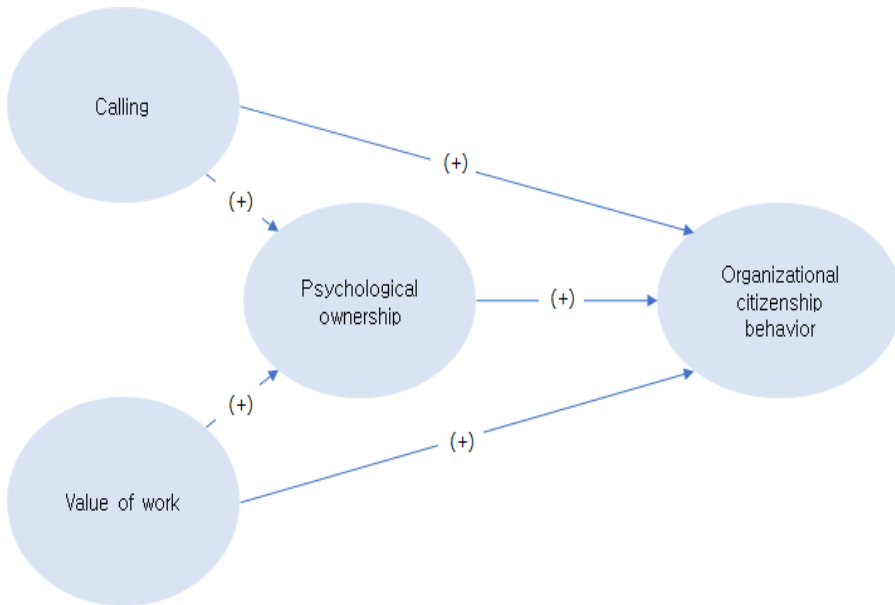 Calling
(+)
(+)
Psychological
ownership
(+)
Organizational
citizenship
behavior
(+)
(+)
Value of work